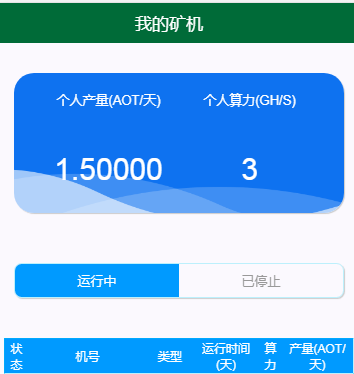 我的矿机
个人产量(AOT/天) 个人算力(GH/S)
1.50000 3
运行中 已停止
状态 机号 类型 运行时间(天) 算力 产量(AOT/天)